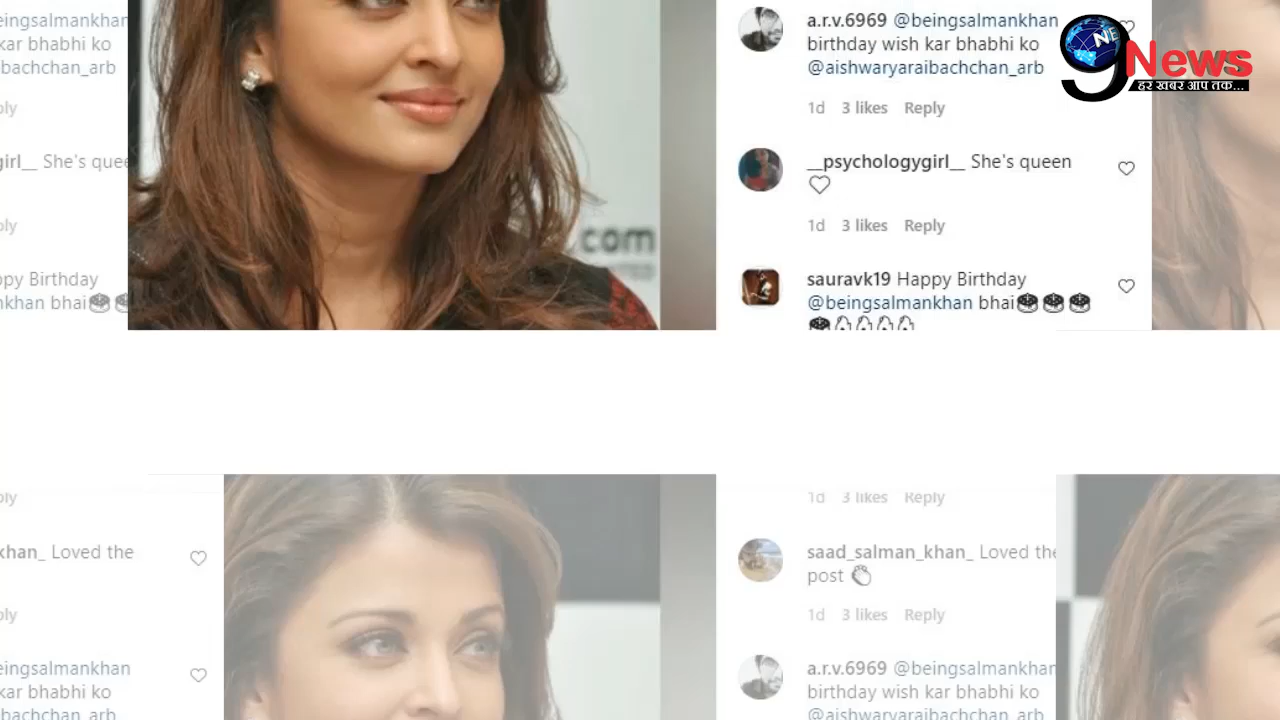 eingsalmankhan
kar bhabhi ko
bachchan_arb
ply
girl__ She's quee
ply
ppy Birthday
nkhan bhai
.com
a.r.v.6969 @beingsalmankhan
birthday wish kar bhabhi ko
@aishwaryaraibachchan_arb
1d 3 likes Reply
__psychologygirl__ She's queen
♡
1d 3 likes Reply
sauravk19 Happy Birthday
@beingsalmankhan bhai🎂🎂🎂
🎂
NE
9 News
हर खबर आप तक...
ply
khan_ Loved the
ply
eingsalmankhan
kar bhabhi ko
bachchan_arb
1d 3 likes Reply
saad_salman_khan_ Loved the
post 👏
1d 3 likes Reply
a.r.v.6969 @beingsalmankhan
birthday wish kar bhabhi ko
@aishwaryaraibachchan_arb